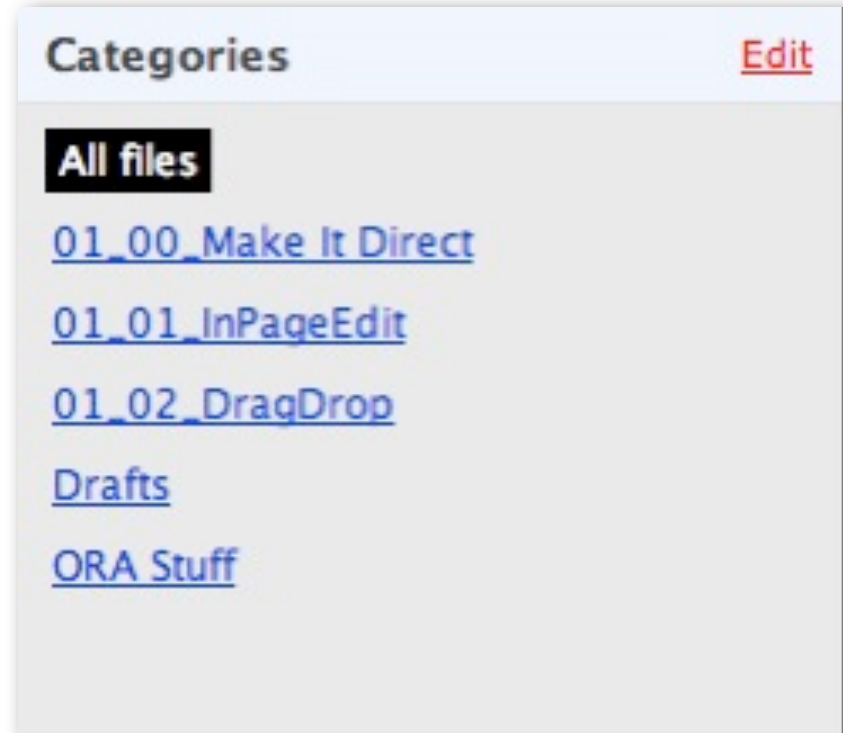 Categories Edit
All files
01_00_Make It Direct
01_01_InPageEdit
01_02_DragDrop
Drafts
ORA Stuff